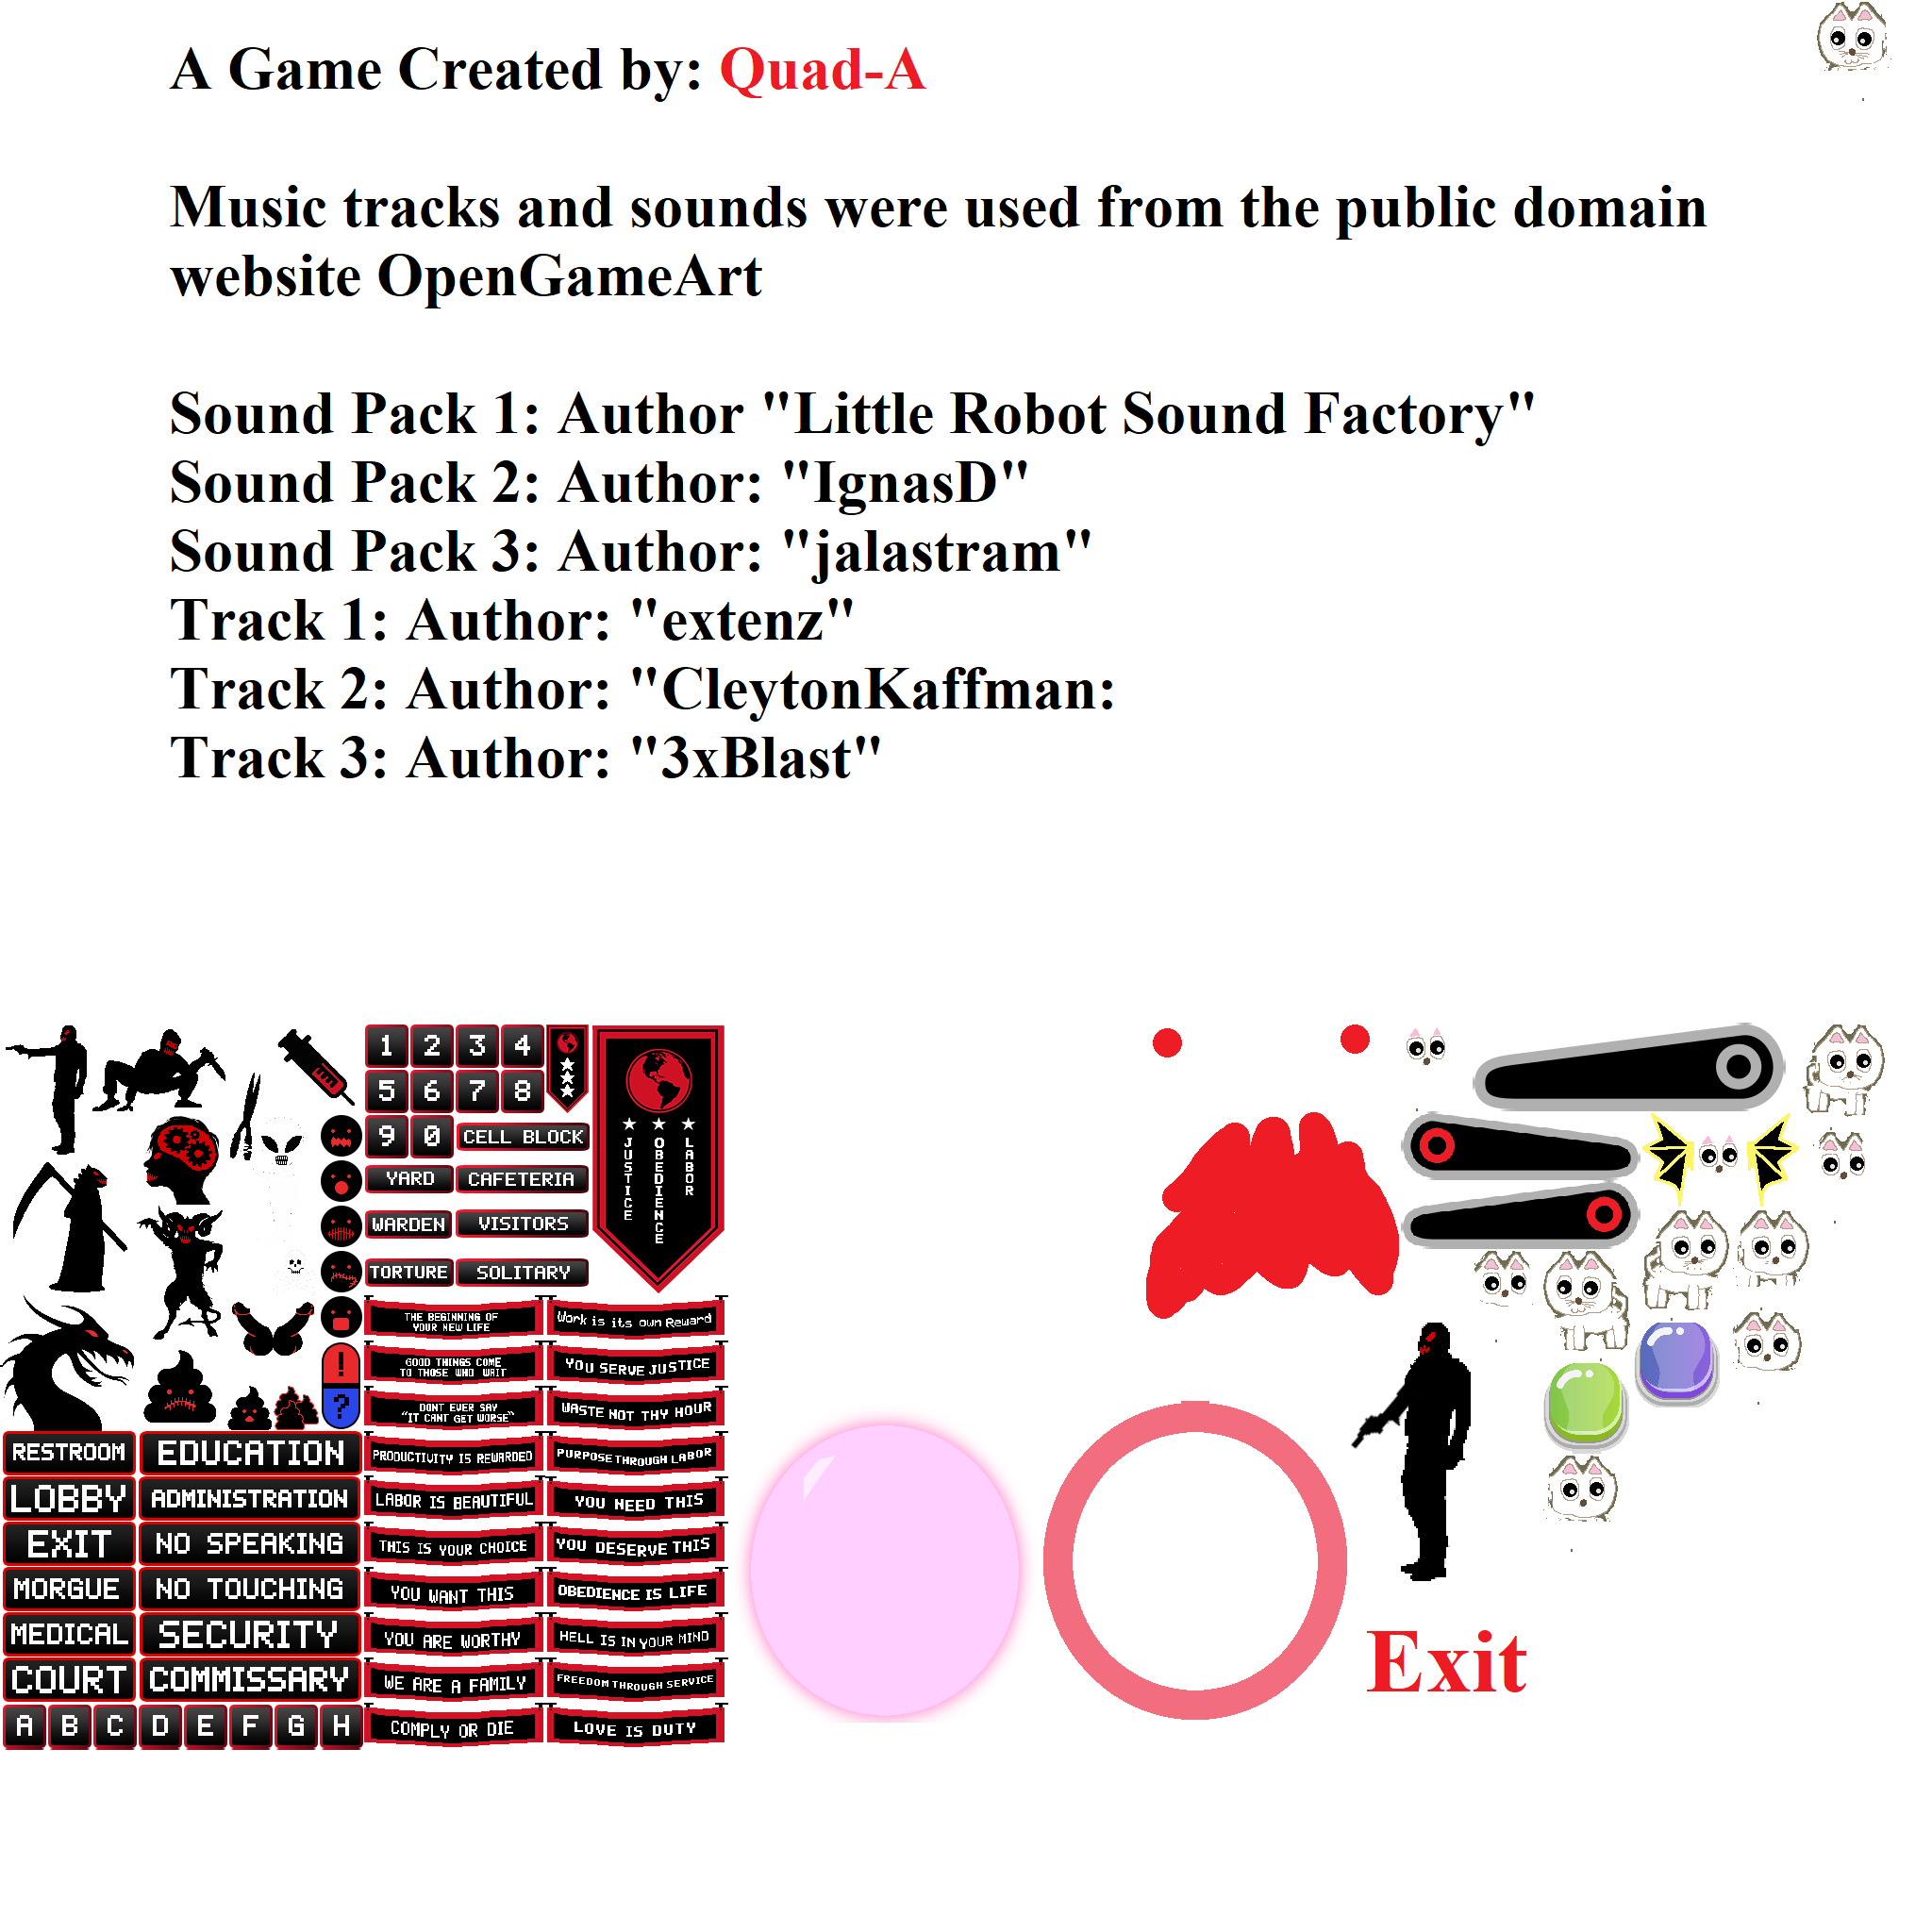 A Game Created by: Quad-A
Music tracks and sounds were used from the public domain
website OpenGameArt
Sound Pack 1: Author "Little Robot Sound Factory"
Sound Pack 2: Author: "IgnasD"
Sound Pack 3: Author: "jalastram"
Track 1: Author: "extenz"
Track 2: Author: "CleytonKaffman:
Track 3: Author: "3xBlast"
1 2 3 4
5 6 7 8
9 0 CELL BLOCK
YARD CAFETERIA
WARDEN VISITORS
TORTURE SOLITARY
JUSTICE
OBEDIENCE
LABOR
THE BEGINNING OF
YOUR NEW LIFE
Work is its own Reward
GOOD THINGS COME
TO THOSE WHO WAIT
YOU SERVE JUSTICE
DONT EVER SAY
"IT CANT GET WORSE"
WASTE NOT THY HOUR
PRODUCTIVITY IS REWARDED
PURPOSE THROUGH LABOR
LABOR IS BEAUTIFUL
YOU NEED THIS
THIS IS YOUR CHOICE
YOU DESERVE THIS
YOU WANT THIS
OBEDIENCE IS LIFE
YOU ARE WORTHY
HELL IS IN YOUR MIND
WE ARE A FAMILY
FREEDOM THROUGH SERVICE
COMPLY OR DIE
LOVE IS DUTY
!
?
RESTROOM EDUCATION
LOBBY ADMINISTRATION
EXIT NO SPEAKING
MORGUE NO TOUCHING
MEDICAL SECURITY
COURT COMMISSARY
A B C D E F G H
Exit